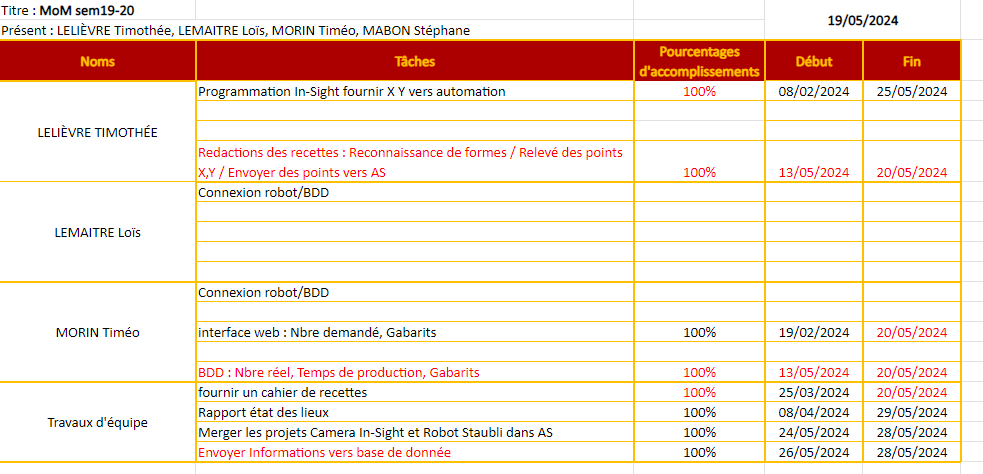 Titre : MoM sem19-20
19/05/2024
Présent : LELIÈVRE Timothée, LEMAITRE Loïs, MORIN Timéo, MABON Stéphane
Noms Tâches Pourcentages d'accomplissements Début Fin
LELIÈVRE TIMOTHÉE
Programmation In-Sight fournir X Y vers automation 100% 08/02/2024 25/05/2024
Redactions des recettes : Reconnaissance de formes / Relevé des points
X,Y / Envoyer des points vers AS 100% 13/05/2024 20/05/2024
LEMAITRE Loïs
Connexion robot/BDD
MORIN Timéo
Connexion robot/BDD
interface web : Nbre demandé, Gabarits 100% 19/02/2024 20/05/2024
BDD : Nbre réel, Temps de production, Gabarits 100% 13/05/2024 20/05/2024
Travaux d'équipe
fournir un cahier de recettes 100% 25/03/2024 20/05/2024
Rapport état des lieux 100% 08/04/2024 29/05/2024
Merger les projets Camera In-Sight et Robot Staubli dans AS 100% 24/05/2024 28/05/2024
Envoyer Informations vers base de donnée 100% 26/05/2024 28/05/2024